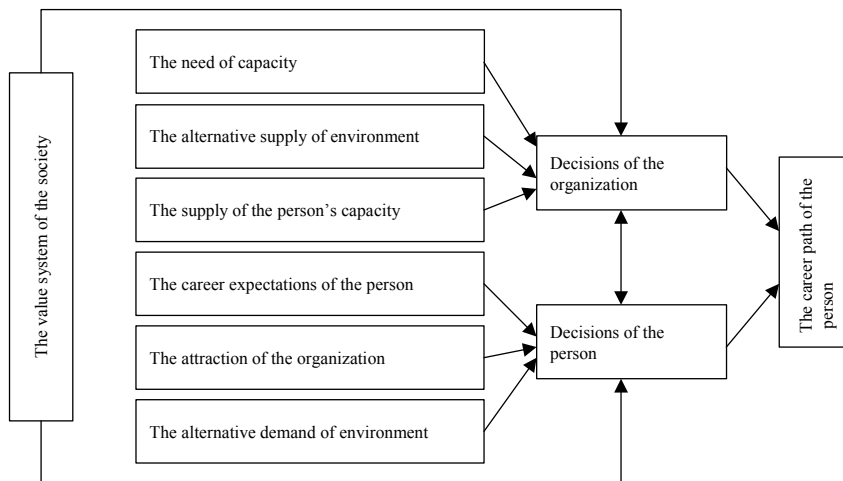 The value system of the society
The need of capacity
The alternative supply of environment
The supply of the person’s capacity
The career expectations of the person
The attraction of the organization
The alternative demand of environment
Decisions of the
organization
Decisions of the
person
The career path of the
person